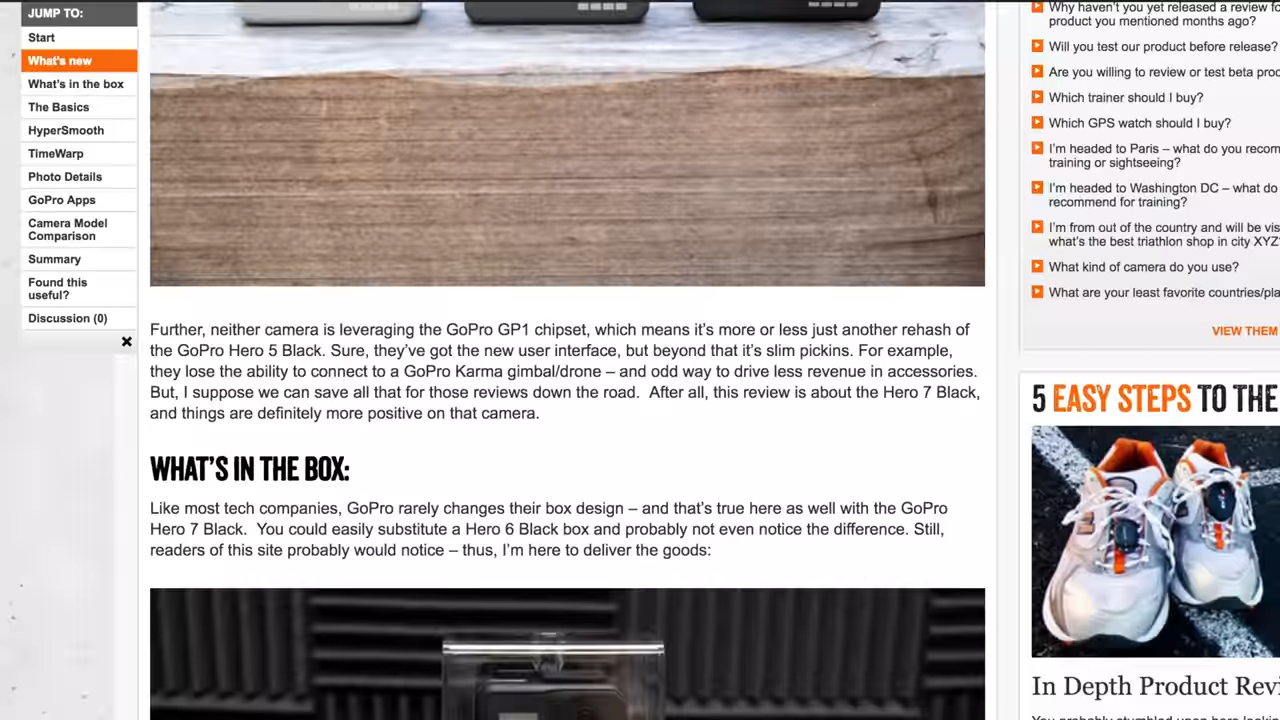 JUMP TO:
Start
What's new
What's in the box
The Basics
HyperSmooth
TimeWarp
Photo Details
GoPro Apps
Camera Model
Comparison
Summary
Found this
useful?
Discussion (0)
Further, neither camera is leveraging the GoPro GP1 chipset, which means it's more or less just another rehash of
the GoPro Hero 5 Black. Sure, they've got the new user interface, but beyond that it's slim pickins. For example,
they lose the ability to connect to a GoPro Karma gimbal/drone – and odd way to drive less revenue in accessories.
But, I suppose we can save all that for those reviews down the road. After all, this review is about the Hero 7 Black,
and things are definitely more positive on that camera.
WHAT'S IN THE BOX:
Like most tech companies, GoPro rarely changes their box design – and that's true here as well with the GoPro
Hero 7 Black. You could easily substitute a Hero 6 Black box and probably not even notice the difference. Still,
readers of this site probably would notice – thus, I'm here to deliver the goods:
Why haven't you yet released a review fo
product you mentioned months ago?
Will you test our product before release?
Are you willing to review or test beta proc
Which trainer should I buy?
Which GPS watch should I buy?
I'm headed to Paris – what do you recom
training or sightseeing?
I'm headed to Washington DC – what do
recommend for training?
I'm from out of the country and will be vis
what's the best triathlon shop in city XYZ
What kind of camera do you use?
What are your least favorite countries/pla
VIEW THEM
5 EASY STEPS TO THE
In Depth Product Revi